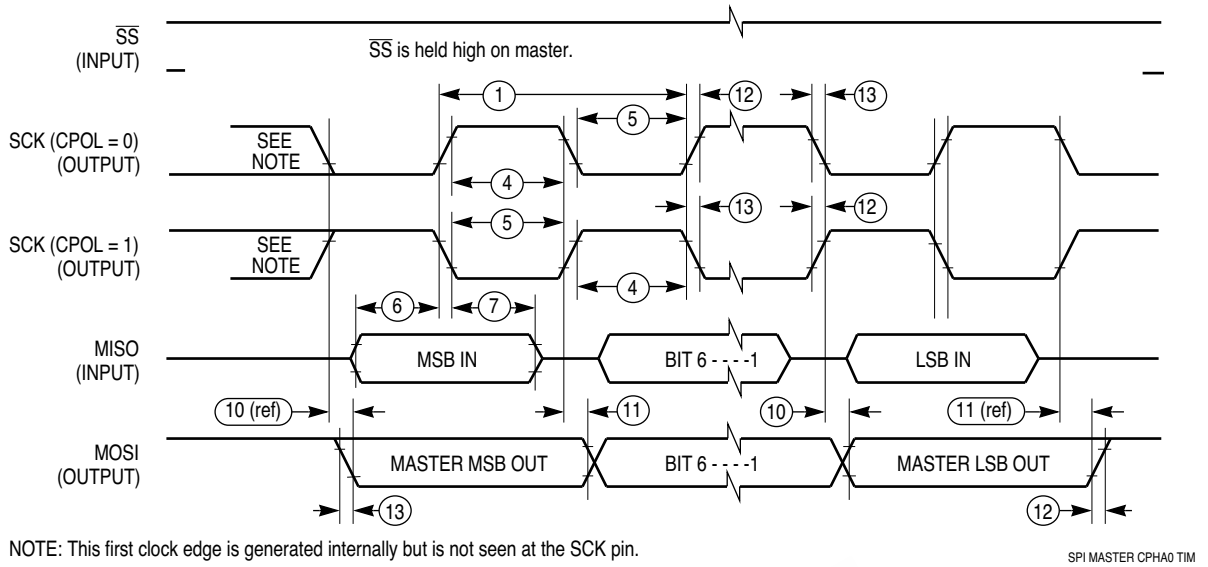 SS
(INPUT)
SS is held high on master.
1
12
13
5
SCK (CPOL = 0)
(OUTPUT)
SEE
NOTE
4
13
12
5
SCK (CPOL = 1)
(OUTPUT)
SEE
NOTE
4
6
7
MISO
(INPUT)
MSB IN
BIT 6 - - - -1
LSB IN
10 (ref)
11
10
11 (ref)
MOSI
(OUTPUT)
MASTER MSB OUT
BIT 6 - - - -1
MASTER LSB OUT
13
12
NOTE: This first clock edge is generated internally but is not seen at the SCK pin.
SPI MASTER CPHA0 TIM